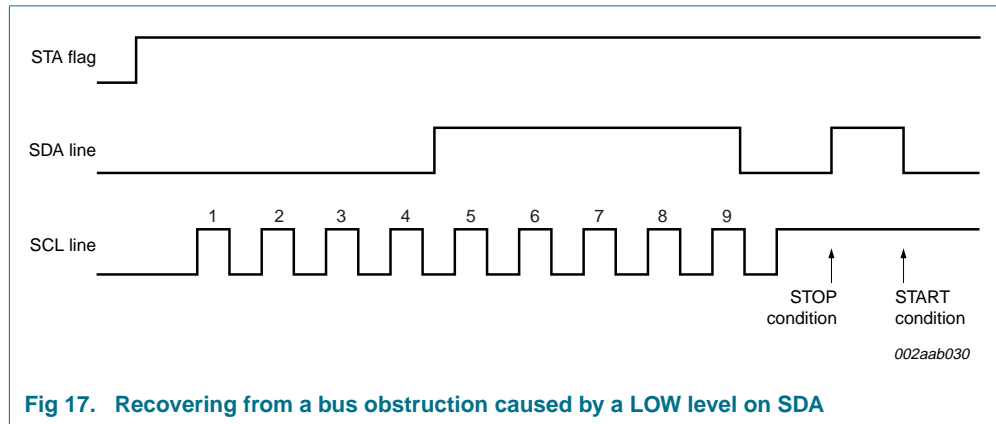 STA flag
SDA line
1 2 3 4 5 6 7 8 9
SCL line
STOP
condition
START
condition
002aab030
Fig 17. Recovering from a bus obstruction caused by a LOW level on SDA